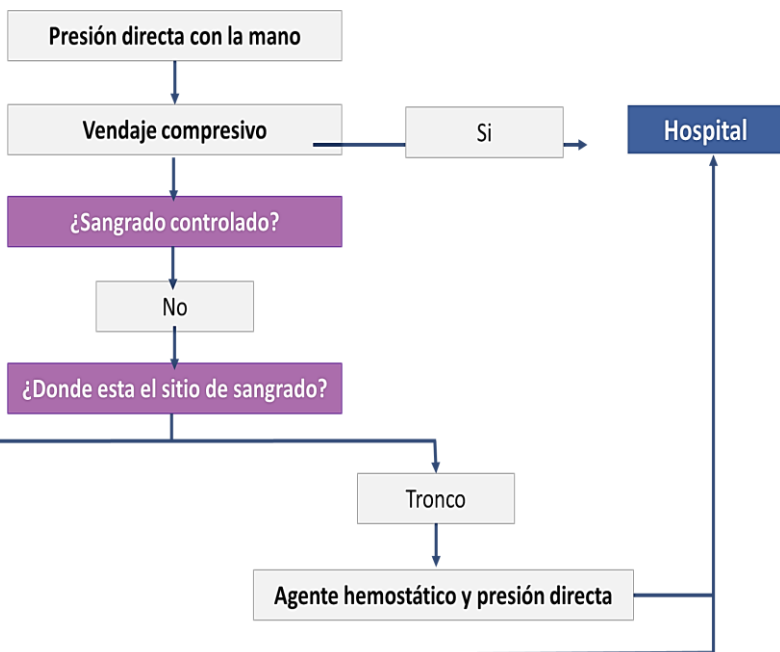 Presión directa con la mano
Vendaje compresivo
Si
Hospital
¿Sangrado controlado?
No
¿Donde esta el sitio de sangrado?
Tronco
Agente hemostático y presión directa